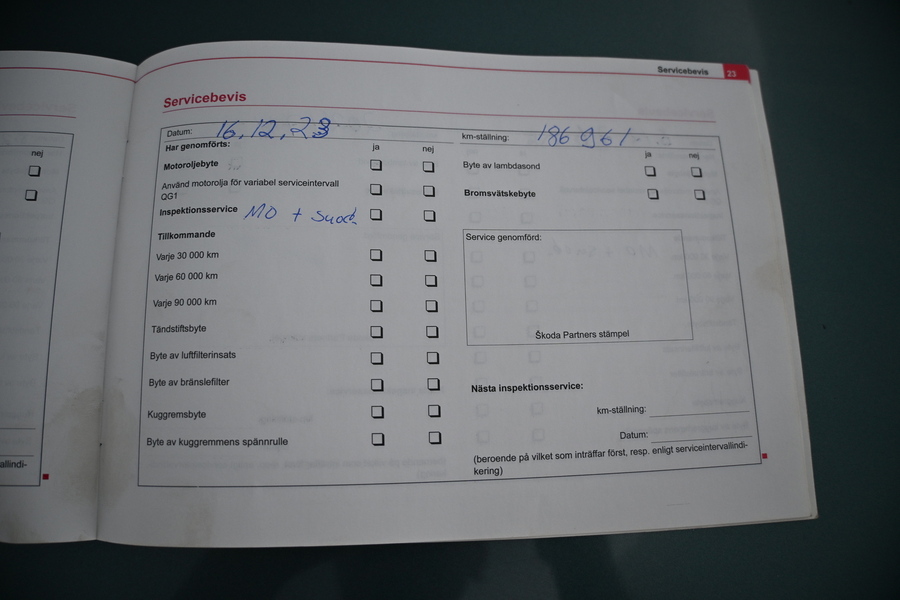 Servicebevis 23
Servicebevis
Datum: 16.12.23
km-ställning: 186 961
Har genomförts: ja nej
ja nej
Motoroljebyte
Byte av lambdasond
Använd motorolja för variabel serviceintervall
QG1
Bromsvätskebyte
Inspektionsservice MO +
Tillkommande
Varje 30 000 km
Varje 60 000 km
Varje 90 000 km
Tändstiftsbyte
Byte av luftfilterinsats
Byte av bränslefilter
Kuggremsbyte
Byte av kuggremmens spännrulle
Service genomförd:
Škoda Partners stämpel
Nästa inspektionsservice:
km-ställning:
Datum:
(beroende på vilket som inträffar först, resp. enligt serviceintervallindi-
kering)
nej
allindi-